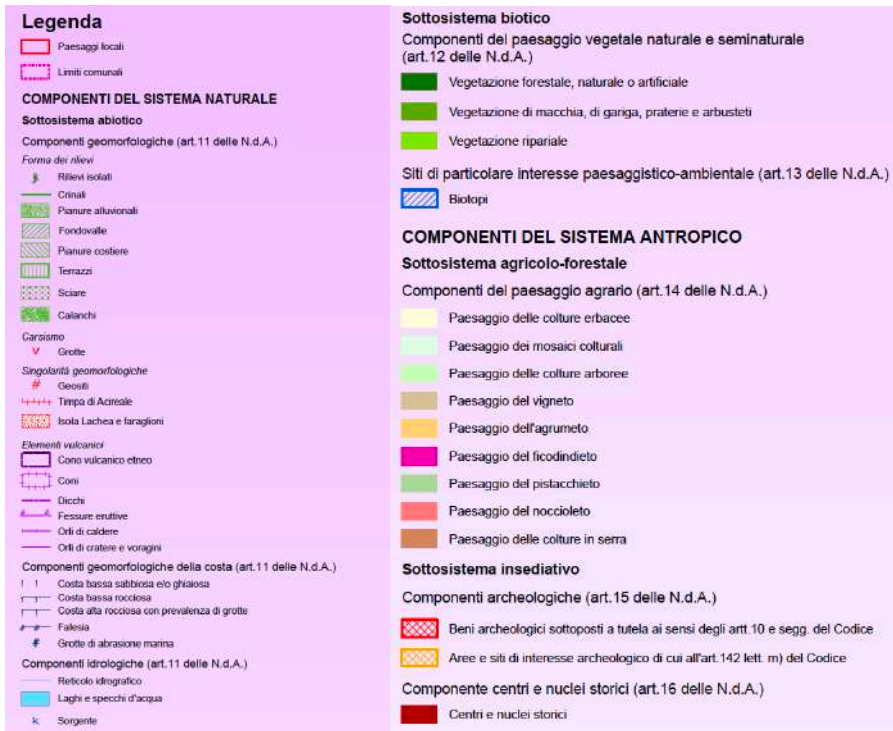 Legenda
Paesaggi locali
Limiti comunali
COMPONENTI DEL SISTEMA NATURALE
Sottosistema abiotico
Componenti geomorfologiche (art.11 delle N.d.A.)
Forma dei rilievi
Rilievi isolati
Crinali
Pianure alluvionali
Fondovalle
Pianure costiere
Terrazzi
Sciare
Calanchi
Carsismo
Grotte
Singolarità geomorfologiche
Geositi
Timpa di Acireale
Isola Lachea e faraglioni
Elementi vulcanici
Cono vulcanico etneo
Coni
Dicchi
Fessure eruttive
Orli di caldere
Orli di cratere e voragini
Componenti geomorfologiche della costa (art.11 delle N.d.A.)
Costa bassa sabbiosa e/o ghiaiosa
Costa bassa rocciosa
Costa alta rocciosa con prevalenza di grotte
Falesia
Grotte di abrasione marina
Componenti idrologiche (art.11 delle N.d.A.)
Reticolo idrografico
Laghi e specchi d'acqua
Sorgente
Sottosistema biotico
Componenti del paesaggio vegetale naturale e seminaturale
(art.12 delle N.d.A.)
Vegetazione forestale, naturale o artificiale
Vegetazione di macchia, di gariga, praterie e arbusteti
Vegetazione ripariale
Siti di particolare interesse paesaggistico-ambientale (art.13 delle N.d.A.)
Biotopi
COMPONENTI DEL SISTEMA ANTROPICO
Sottosistema agricolo-forestale
Componenti del paesaggio agrario (art.14 delle N.d.A.)
Paesaggio delle colture erbacee
Paesaggio dei mosaici colturali
Paesaggio delle colture arboree
Paesaggio del vigneto
Paesaggio dell'agrumeto
Paesaggio del ficodindieto
Paesaggio del pistacchieto
Paesaggio del noccioleto
Paesaggio delle colture in serra
Sottosistema insediativo
Componenti archeologiche (art.15 delle N.d.A.)
Beni archeologici sottoposti a tutela ai sensi degli artt.10 e segg. del Codice
Aree e siti di interesse archeologico di cui all'art.142 lett. m) del Codice
Componente centri e nuclei storici (art.16 delle N.d.A.)
Centri e nuclei storici